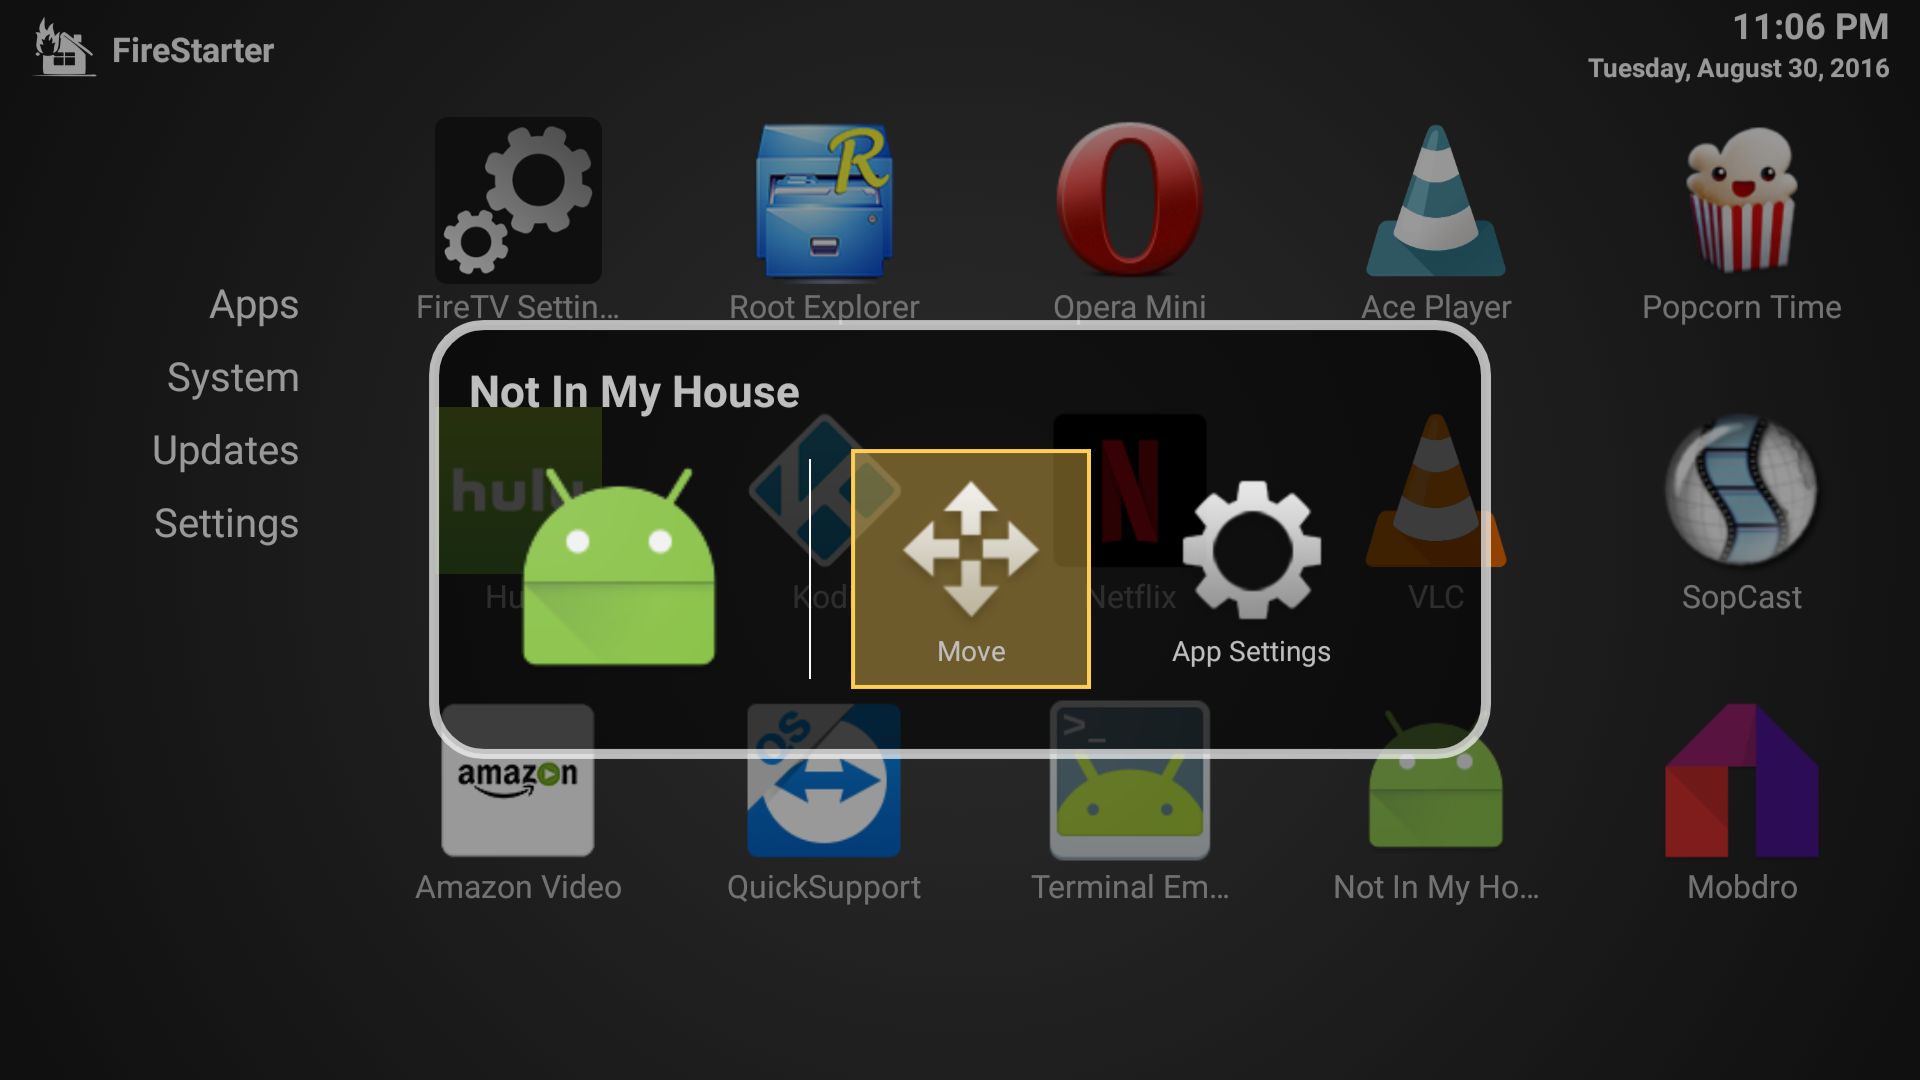 FireStarter
11:06 PM
Tuesday, August 30, 2016
Apps
System
Updates
Settings
FireTV Settin...
Root Explorer
Opera Mini
Ace Player
Popcorn Time
Not In My House
hulu
Hu
Kodi
Netflix
VLC
SopCast
Move
App Settings
QS
>_
amazon
Amazon Video
QuickSupport
Terminal Em...
Not In My Ho...
Mobdro